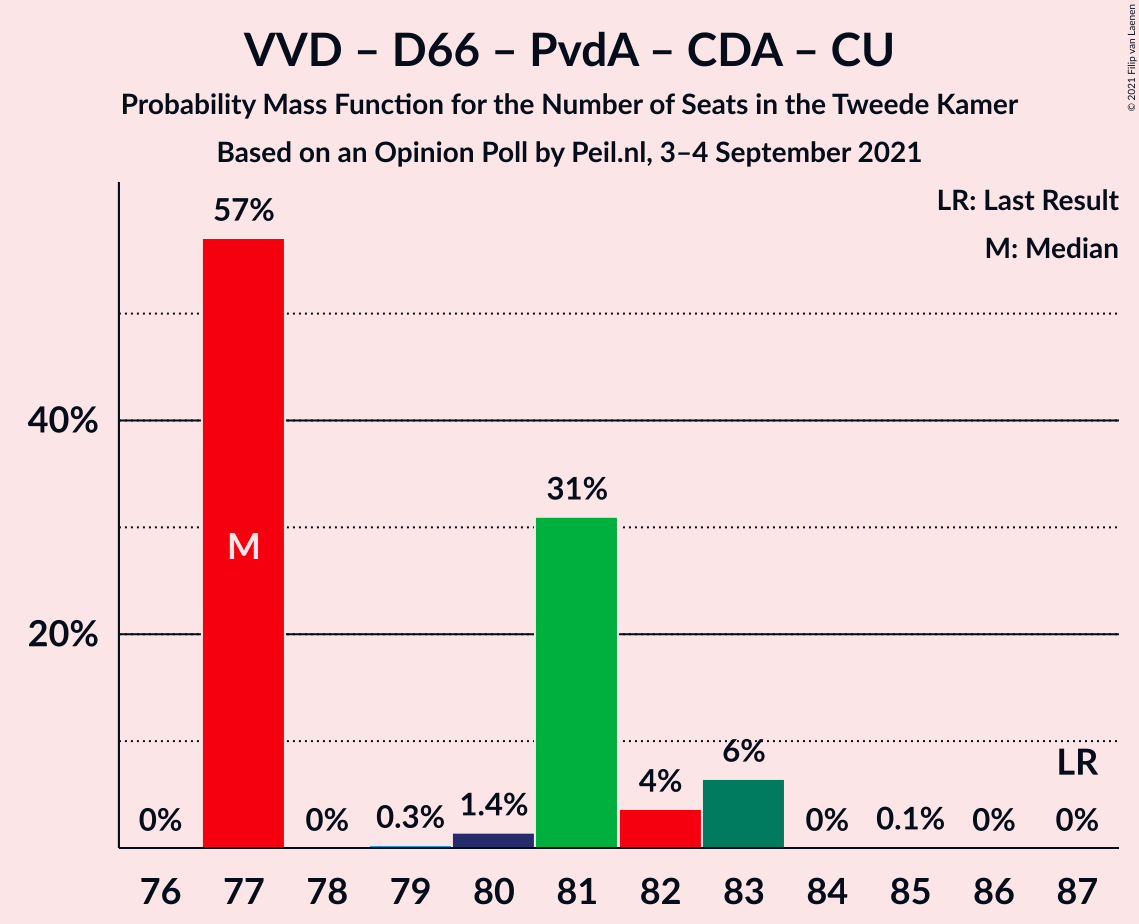 VVD – D66 – PvdA – CDA – CU
Probability Mass Function for the Number of Seats in the Tweede Kamer
Based on an Opinion Poll by Peil.nl, 3–4 September 2021
© 2021 Filip van Laenen
LR: Last Result
M: Median
57%
40%
31%
M
20%
6%
LR
4%
1.4%
0%
0%
0.3%
0%
0.1%
0%
0%
76 77 78 79 80 81 82 83 84 85 86 87